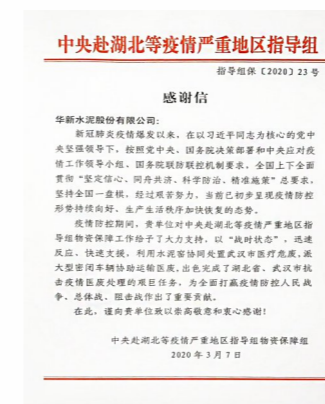 中央赴湖北等疫情严重地区指导组
指导组保〔2020〕23号
感谢信
华新水泥股份有限公司：
新冠肺炎疫情爆发以来，在以习近平同志为核心的党中
央坚强领导下，按照党中央、国务院决策部署和中央应对疫
情工作领导小组、国务院联防联控机制要求，全国上下全面
贯彻“坚定信心、同舟共济、科学防治、精准施策”总要求，
坚持全国一盘棋，经过艰苦努力，当前已初步呈现疫情防控
形势持续向好、生产生活秩序加快恢复的态势。
疫情防控期间，贵单位对中央赴湖北等疫情严重地区指
导组物资保障工作给予了大力支持，以“战时状态”，迅速
反应、快速支援，利用水泥窑协同处置武汉市医疗危废，派
大型密闭车辆协助运输医废，出色完成了湖北省、武汉市抗
击疫情医废处理的艰巨任务，为全面打赢疫情防控人民战
争、总体战、阻击战作出了重要贡献。
在此，谨向贵单位致以崇高敬意和衷心感谢！
中央赴湖北等疫情严重地区指导组物资保障组
2020年3月7日